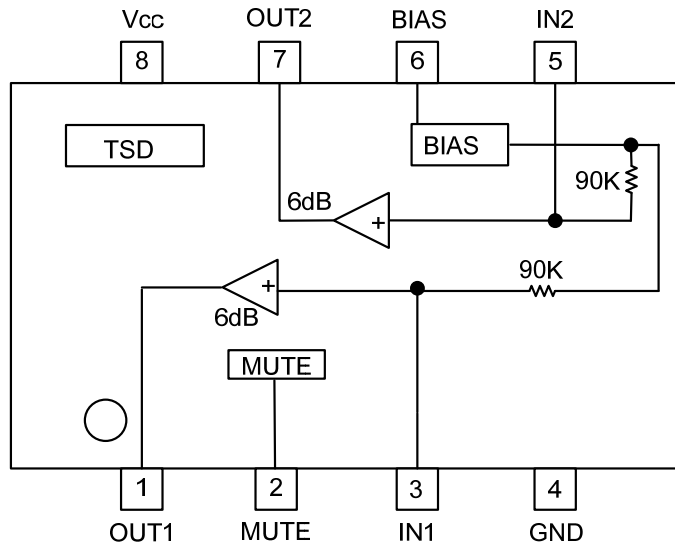 Vcc
OUT2
BIAS
IN2
8
7
6
5
TSD
BIAS
90K
6dB
+
90K
+
6dB
MUTE
1
2
3
4
OUT1
MUTE
IN1
GND